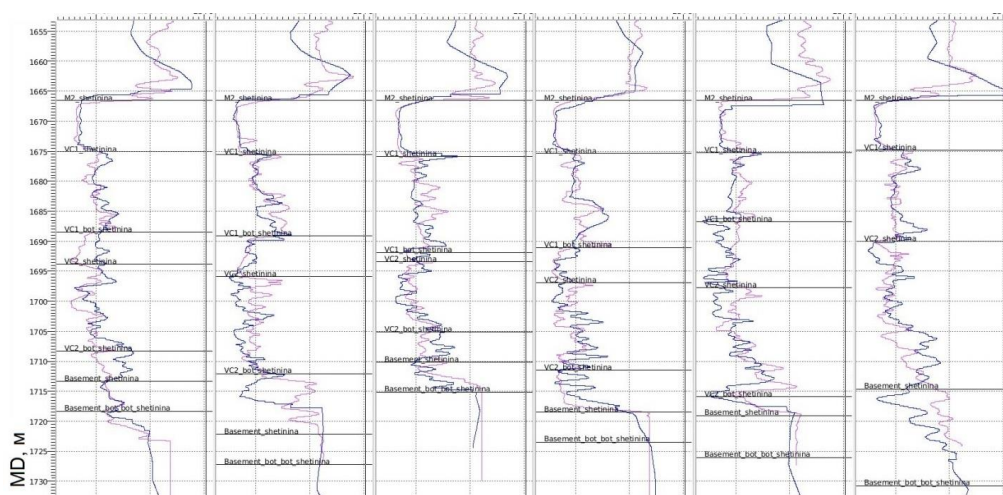 MD, м
1655
1660
1665
1670
1675
1680
1685
1690
1695
1700
1705
1710
1715
1720
1725
1730
M2_shetinina
VC1_shetinina
VC1_bot_shetinina
VC2_shetinina
VC2_bot_shetinina
Basement_shetinina
Basement_bot_bot_shetinina
M2_shetinina
VC1_shetinina
VC1_bot_shetinina
VC2_shetinina
VC2_bot_shetinina
Basement_shetinina
Basement_bot_bot_shetinina
M2_shetinina
VC1_shetinina
VC1_bot_shetinina
VC2_shetinina
VC2_bot_shetinina
Basement_shetinina
Basement_bot_bot_shetinina
M2_shetinina
VC1_shetinina
VC1_bot_shetinina
VC2_shetinina
VC2_bot_shetinina
Basement_shetinina
Basement_bot_bot_shetinina
M2_shetinina
VC1_shetinina
VC1_bot_shetinina
VC2_shetinina
VC2_bot_shetinina
Basement_shetinina
Basement_bot_bot_shetinina
M2_shetinina
VC1_shetinina
VC2_shetinina
Basement_shetinina
Basement_bot_bot_shetinina